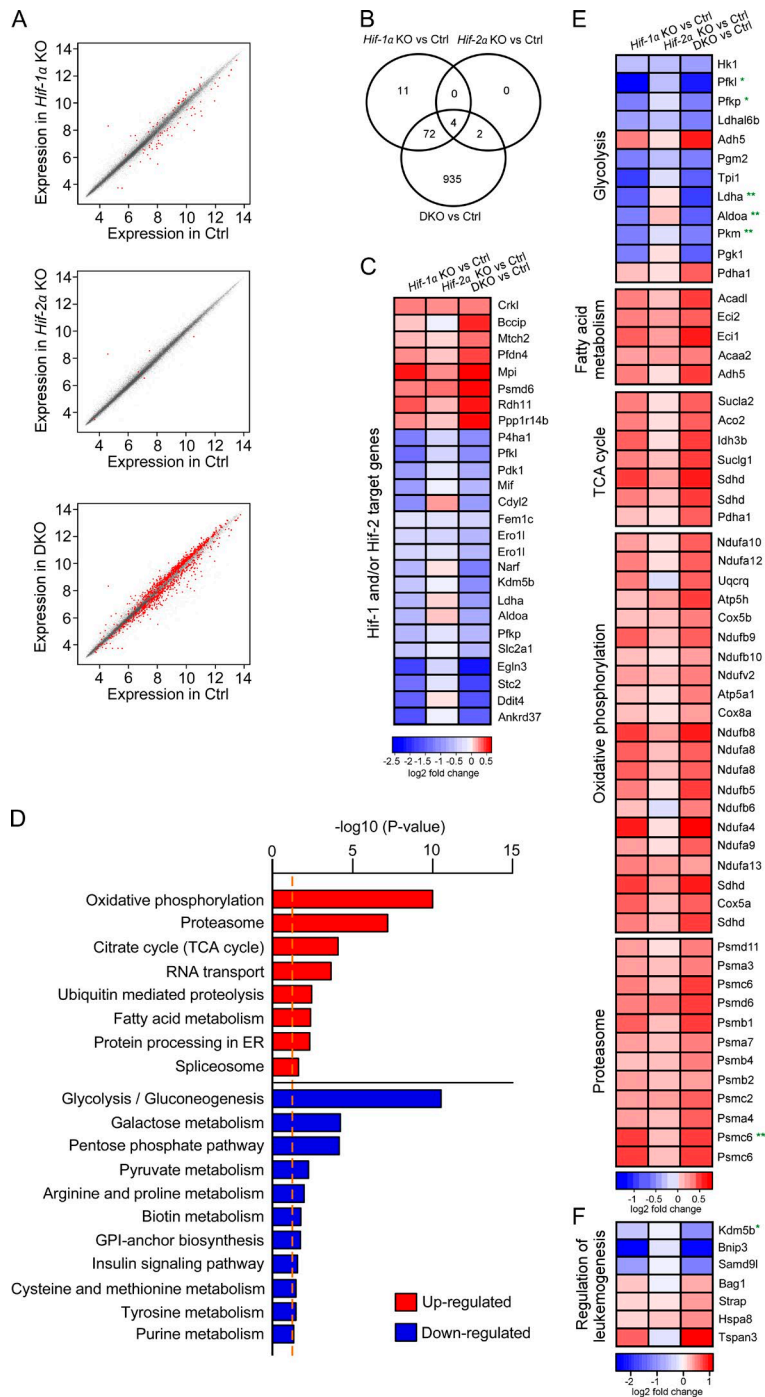 A
Expression in Hif-1α KO
14
12
10
8
6
4
4 6 8 10 12 14
Expression in Ctrl
Expression in Hif-2α KO
14
12
10
8
6
4
4 6 8 10 12 14
Expression in Ctrl
Expression in DKO
14
12
10
8
6
4
4 6 8 10 12 14
Expression in Ctrl
B
Hif-1α KO vs Ctrl
Hif-2α KO vs Ctrl
11
0
0
4
72
2
935
DKO vs Ctrl
C
Hif-1α KO vs Ctrl
Hif-2α KO vs Ctrl
DKO vs Ctrl
Hif-1 and/or Hif-2 target genes
Crkl
Bccip
Mtch2
Pfdn4
Mpi
Psmd6
Rdh11
Ppp1r14b
P4ha1
Pfkl
Pdk1
Mif
Cdyl2
Fem1c
Ero1l
Ero1l
Narf
Kdm5b
Ldha
Aldoa
Pfkp
Slc2a1
Egln3
Stc2
Ddit4
Ankrd37
-2.5 -2 -1.5 -1 -0.5 0 0.5
log2 fold change
D
-log10 (P-value)
0 5 10 15
Oxidative phosphorylation
Proteasome
Citrate cycle (TCA cycle)
RNA transport
Ubiquitin mediated proteolysis
Fatty acid metabolism
Protein processing in ER
Spliceosome
Glycolysis / Gluconeogenesis
Galactose metabolism
Pentose phosphate pathway
Pyruvate metabolism
Arginine and proline metabolism
Biotin metabolism
GPI-anchor biosynthesis
Insulin signaling pathway
Cysteine and methionine metabolism
Tyrosine metabolism
Purine metabolism
Up-regulated
Down-regulated
E
Hif-1α KO vs Ctrl
Hif-2α KO vs Ctrl
DKO vs Ctrl
Glycolysis
Hk1
Pfkl *
Pfkp *
Ldhal6b
Adh5
Pgm2
Tpi1
Ldha **
Aldoa **
Pkm **
Pgk1
Pdha1
Fatty acid
metabolism
Acadl
Eci2
Eci1
Acaa2
Adh5
TCA cycle
Sucla2
Aco2
Idh3b
Suclg1
Sdhd
Sdhd
Pdha1
Oxidative phosphorylation
Ndufa10
Ndufa12
Uqcrq
Atp5h
Cox5b
Ndufb9
Ndufb10
Ndufv2
Atp5a1
Cox8a
Ndufb8
Ndufa8
Ndufa8
Ndufb5
Ndufb6
Ndufa4
Ndufa9
Ndufa13
Sdhd
Cox5a
Sdhd
Proteasome
Psmd11
Psma3
Psmc6
Psmd6
Psmb1
Psma7
Psmb4
Psmb2
Psmc2
Psma4
Psmc6 **
Psmc6
-1 -0.5 0 0.5
log2 fold change
F
Regulation of
leukemogenesis
Kdm5b *
Bnip3
Samd9l
Bag1
Strap
Hspa8
Tspan3
-2 -1 0 1
log2 fold change